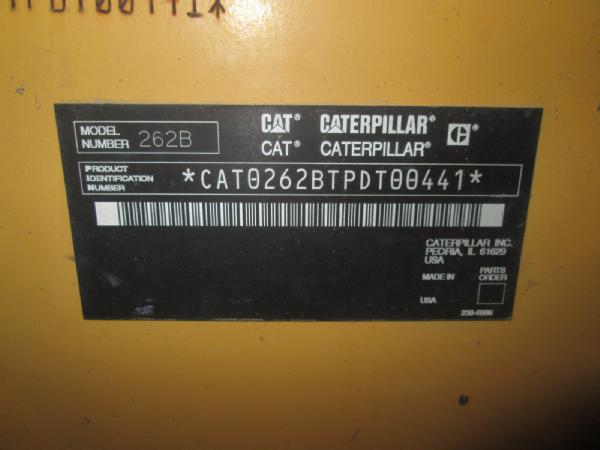 MODEL NUMBER 262B
CAT® CATERPILLAR®
CAT® CATERPILLAR®
PRODUCT IDENTIFICATION NUMBER *CAT0262BTPDT00441*
CATERPILLAR INC.
PEORIA, IL 61629
USA
MADE IN
USA
PARTS ORDER